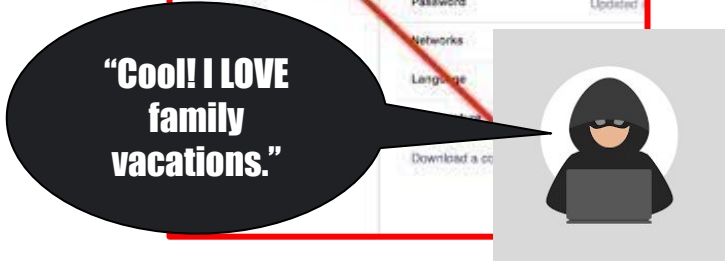 Password
Updated
Networks
Language
Download a co
“Cool! I LOVE
family
vacations.”